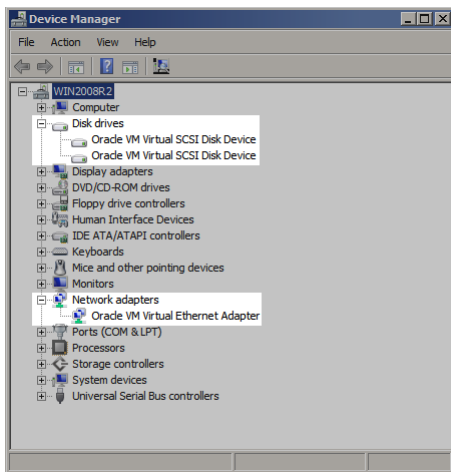 Device Manager
File Action View Help
WIN2008R2
Computer
Disk drives
Oracle VM Virtual SCSI Disk Device
Oracle VM Virtual SCSI Disk Device
Display adapters
DVD/CD-ROM drives
Floppy drive controllers
Human Interface Devices
IDE ATA/ATAPI controllers
Keyboards
Mice and other pointing devices
Monitors
Network adapters
Oracle VM Virtual Ethernet Adapter
Ports (COM & LPT)
Processors
Storage controllers
System devices
Universal Serial Bus controllers